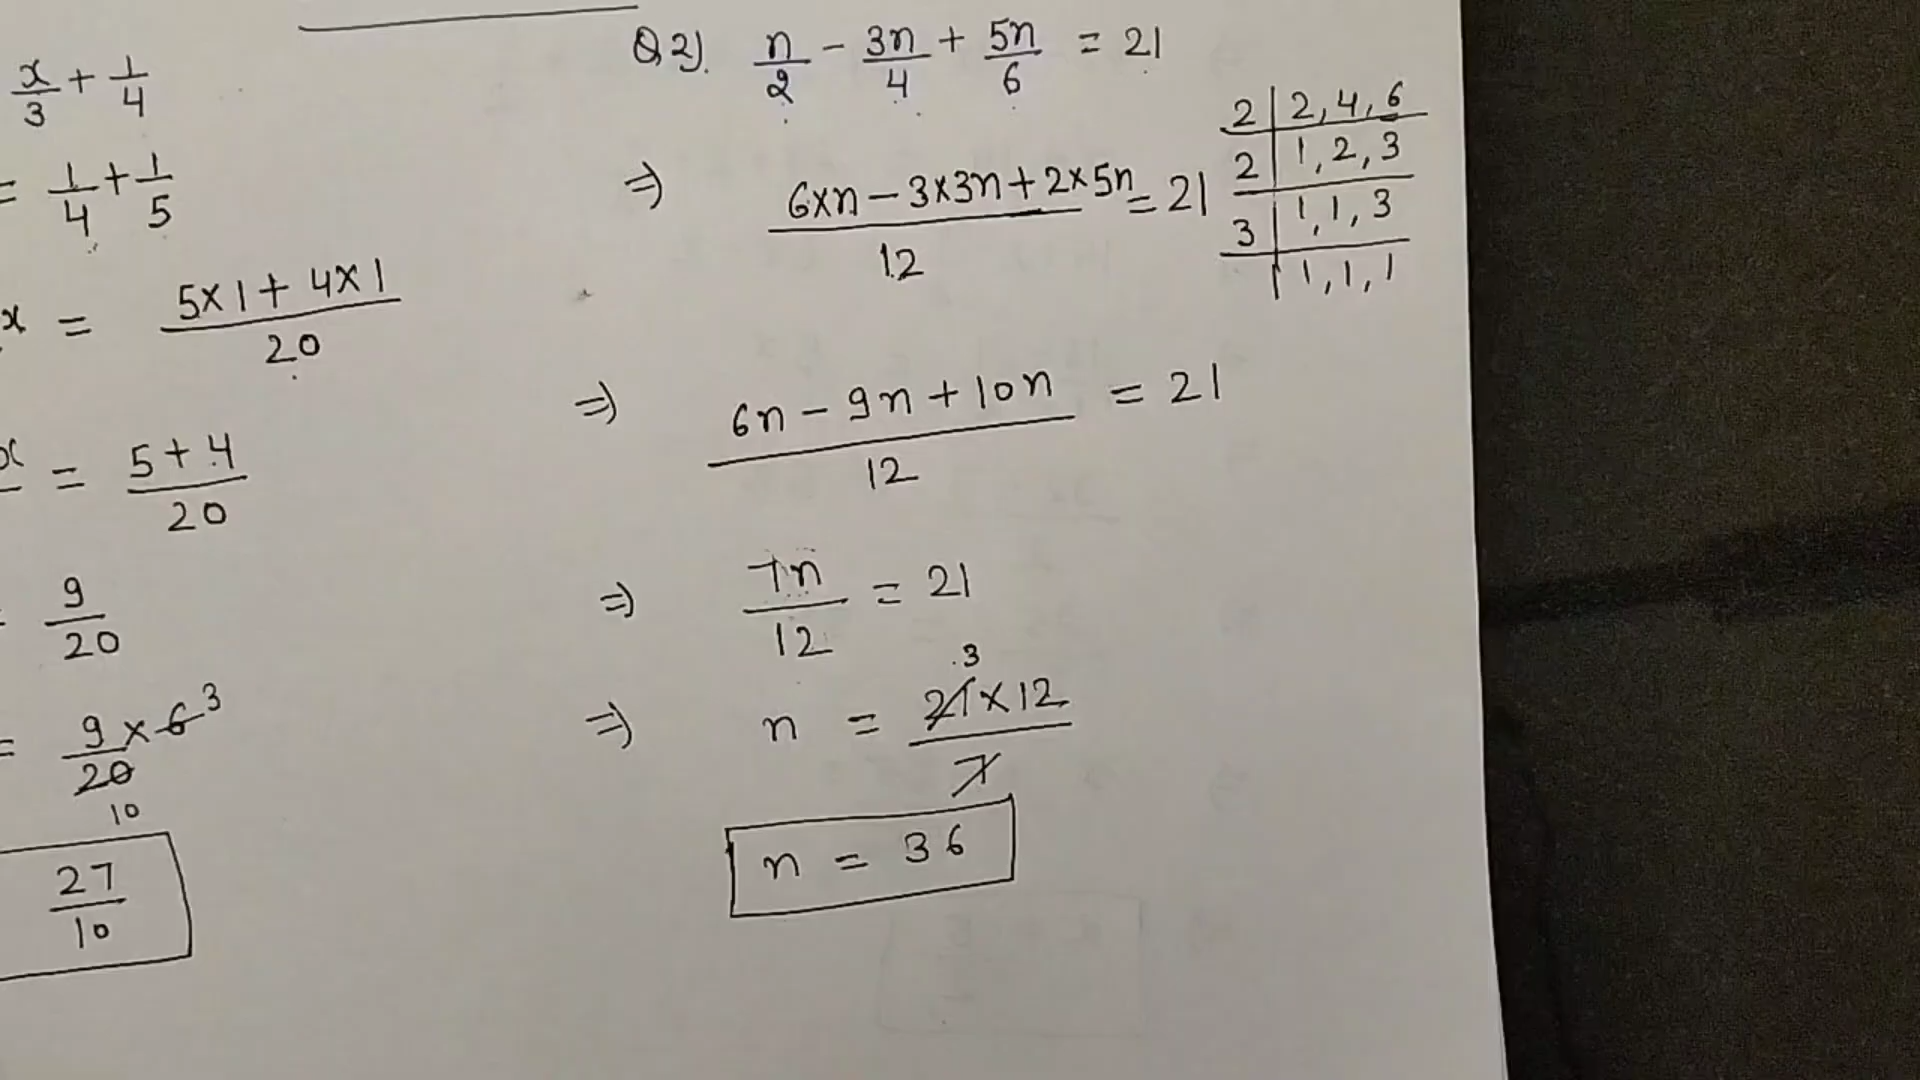 x/3 + 1/4
= 1/4 + 1/5
x = (5×1 + 4×1)/20
x = (5+4)/20
= 9/20
= 9/20 × 6 3
10
27/10
Q2). n/2 - 3n/4 + 5n/6 = 21
⇒ (6×n - 3×3n + 2×5n)/12 = 21
⇒ (6n - 9n + 10n)/12 = 21
⇒ 7n/12 = 21
3
⇒ n = (21×12)/7
n = 36
2 | 2, 4, 6
2 | 1, 2, 3
3 | 1, 1, 3
| 1, 1, 1